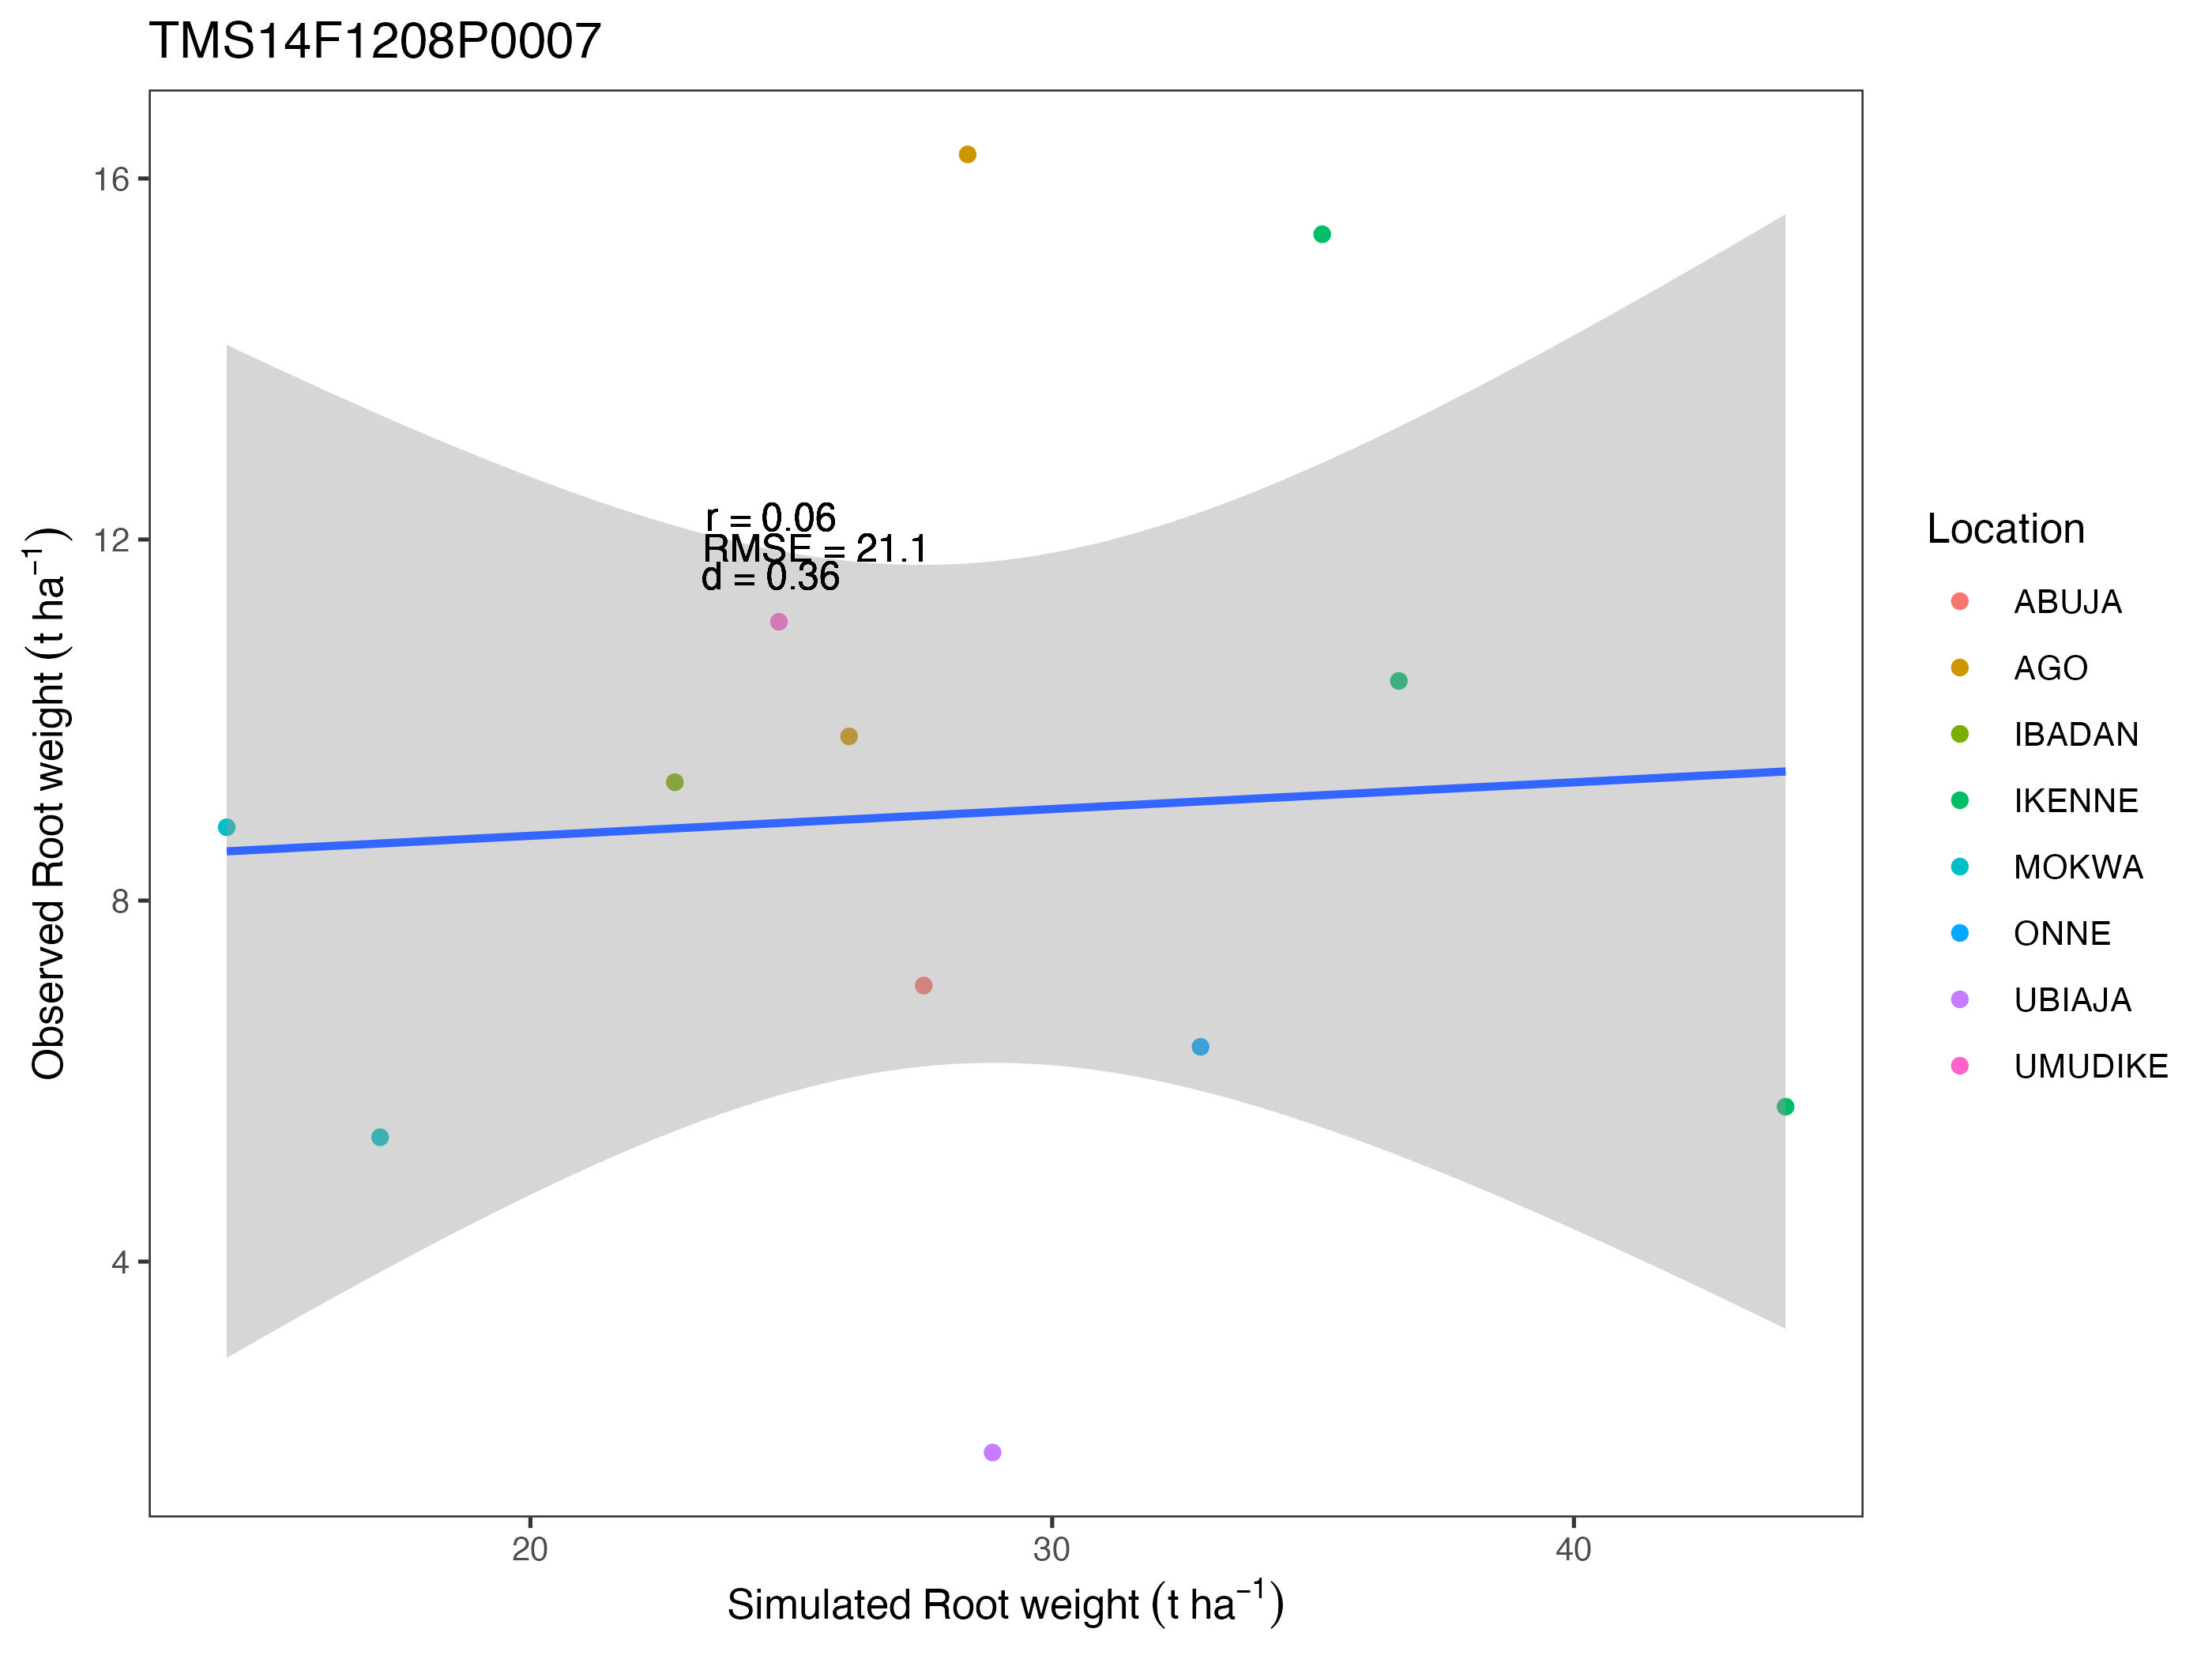 TMS14F1208P0007
16
12
8
4
Observed Root weight (t ha⁻¹)
r = 0.06
RMSE = 21.1
d = 0.36
20
30
40
Simulated Root weight (t ha⁻¹)
Location
ABUJA
AGO
IBADAN
IKENNE
MOKWA
ONNE
UBIAJA
UMUDIKE